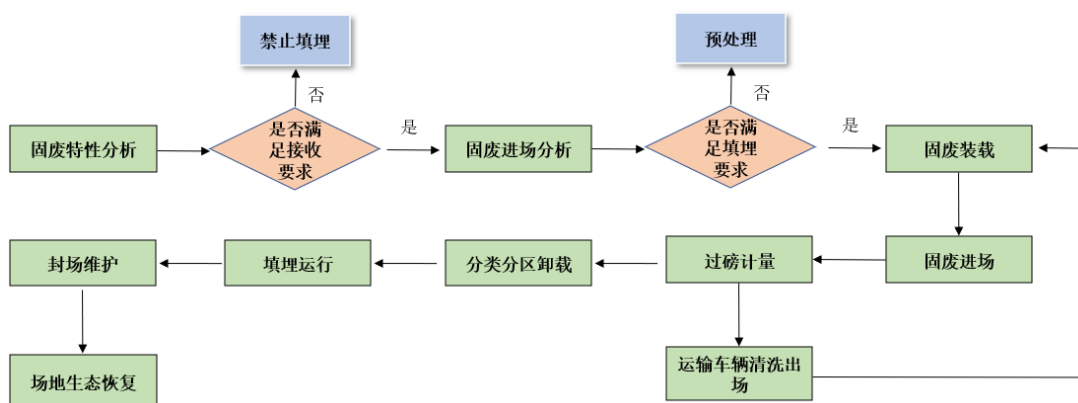 禁止填埋
预处理
否
否
固废特性分析
是否满
足接收
要求
是
固废进场分析
是否满
足填埋
要求
是
固废装载
封场维护
填埋运行
分类分区卸载
过磅计量
固废进场
场地生态恢复
运输车辆清洗出
场